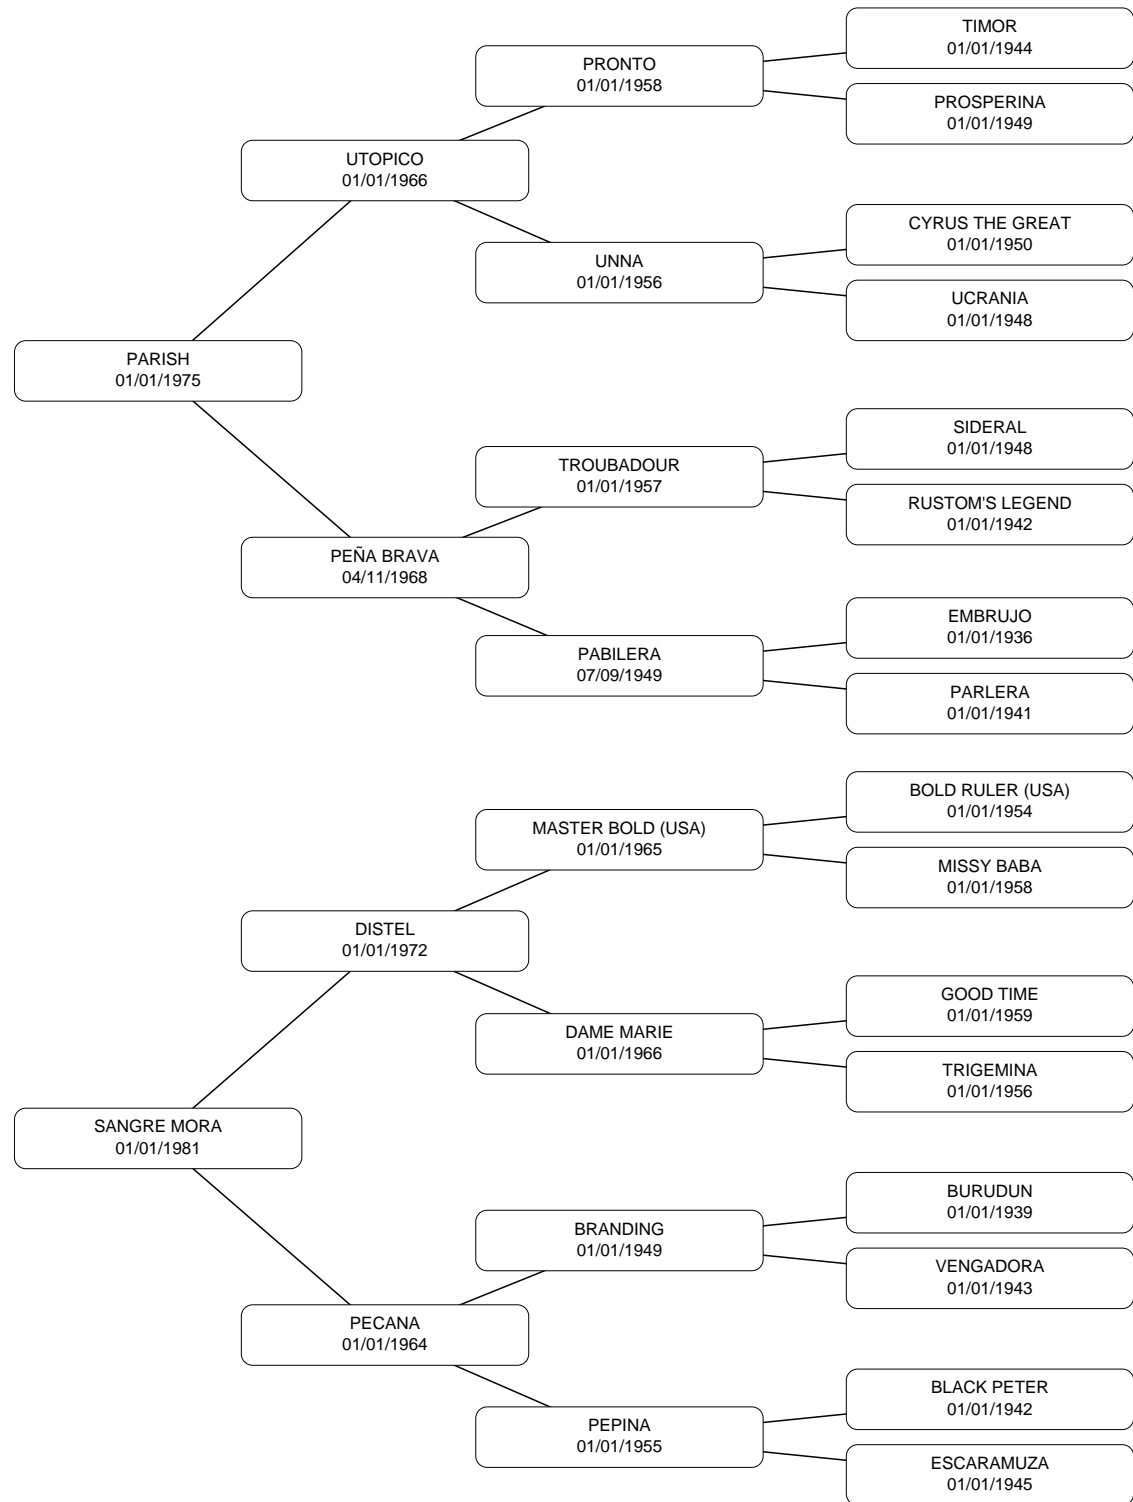 TIMOR
01/01/1944
PRONTO
01/01/1958
PROSPERINA
01/01/1949
UTOPICO
01/01/1966
CYRUS THE GREAT
01/01/1950
UNNA
01/01/1956
UCRANIA
01/01/1948
PARISH
01/01/1975
SIDERAL
01/01/1948
TROUBADOUR
01/01/1957
RUSTOM'S LEGEND
01/01/1942
PEÑA BRAVA
04/11/1968
EMBRUJO
01/01/1936
PABILERA
07/09/1949
PARLERA
01/01/1941
BOLD RULER (USA)
01/01/1954
MASTER BOLD (USA)
01/01/1965
MISSY BABA
01/01/1958
DISTEL
01/01/1972
GOOD TIME
01/01/1959
DAME MARIE
01/01/1966
TRIGEMINA
01/01/1956
SANGRE MORA
01/01/1981
BURUDUN
01/01/1939
BRANDING
01/01/1949
VENGADORA
01/01/1943
PECANA
01/01/1964
BLACK PETER
01/01/1942
PEPINA
01/01/1955
ESCARAMUZA
01/01/1945